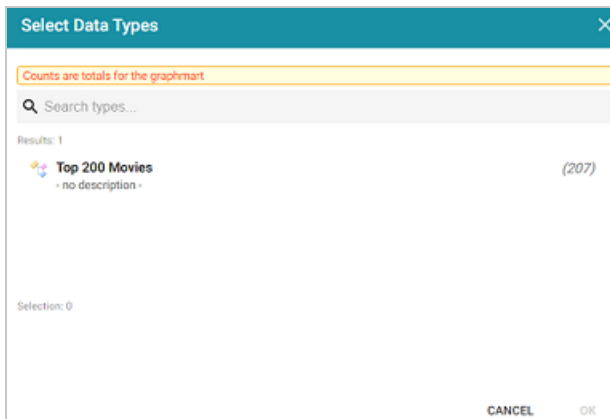 Select Data Types
Counts are totals for the graphmart
Search types...
Results: 1
Top 200 Movies (207)
- no description -
Selection: 0
CANCEL OK